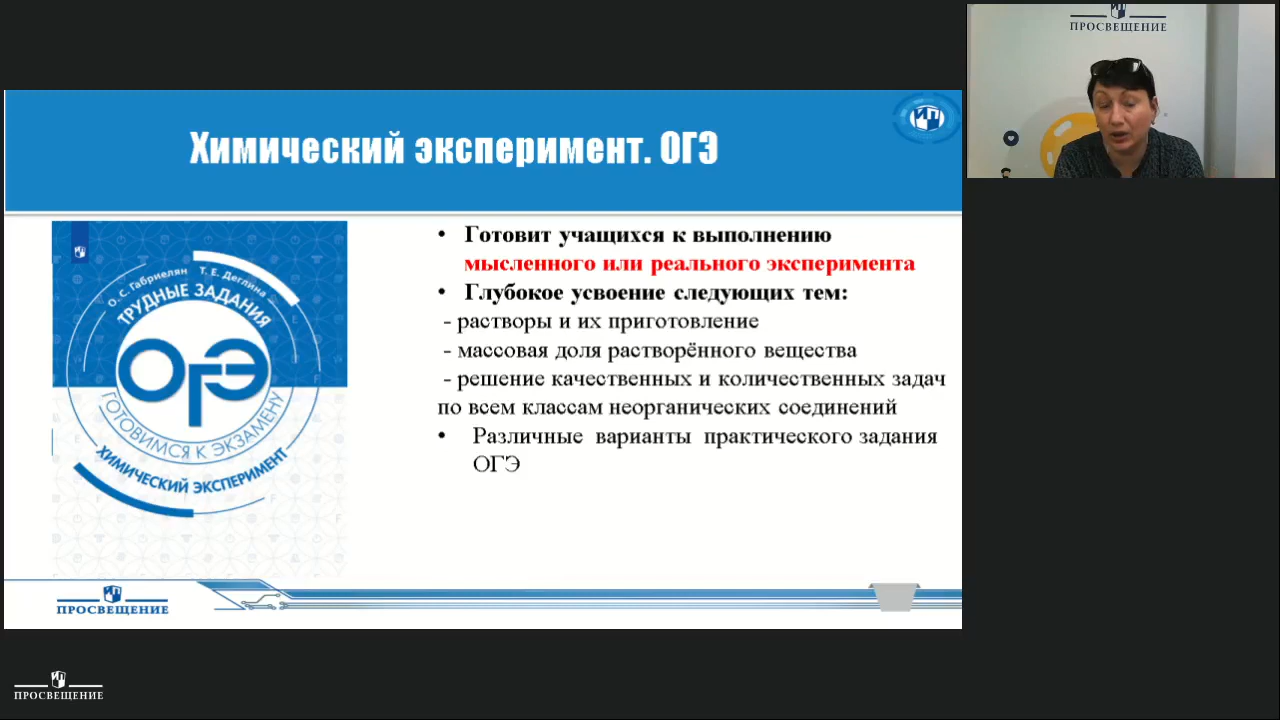 ПРОСВЕЩЕНИЕ
Химический эксперимент. ОГЭ
О. С. Габриелян Т. Е. Деглина
ТРУДНЫЕ ЗАДАНИЯ
ОГЭ
ГОТОВИМСЯ К ЭКЗАМЕНУ
ХИМИЧЕСКИЙ ЭКСПЕРИМЕНТ
• Готовит учащихся к выполнению
мысленного или реального эксперимента
• Глубокое усвоение следующих тем:
- растворы и их приготовление
- массовая доля растворённого вещества
- решение качественных и количественных задач
по всем классам неорганических соединений
• Различные варианты практического задания
ОГЭ
ПРОСВЕЩЕНИЕ
ПРОСВЕЩЕНИЕ